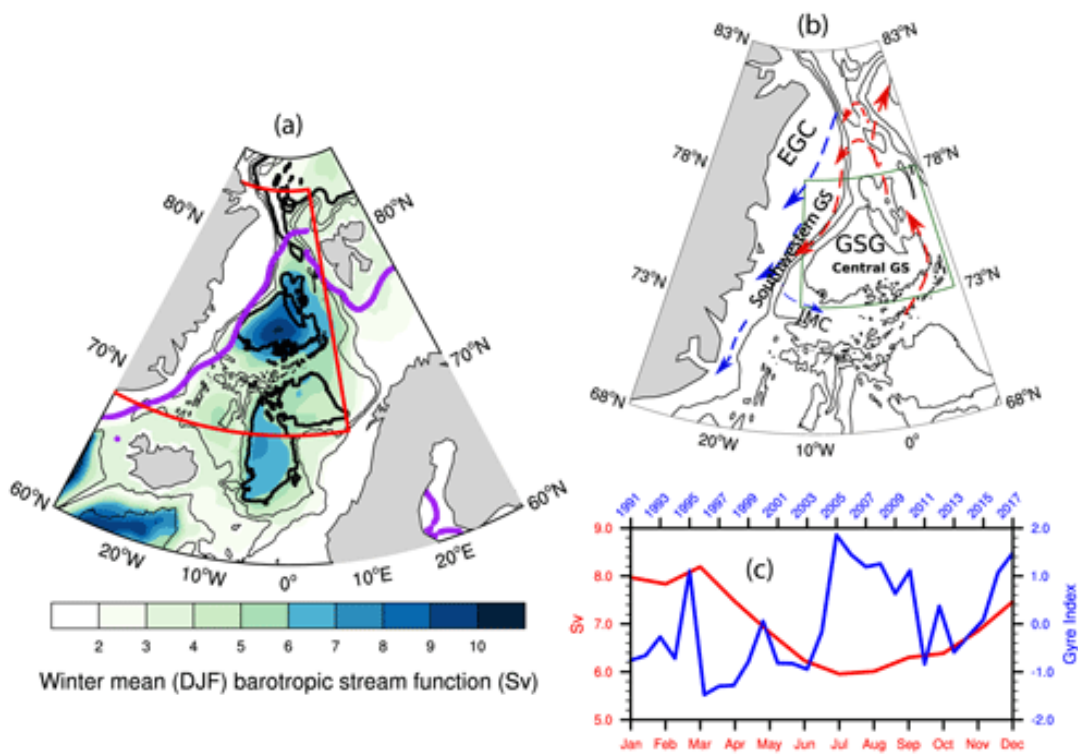 (a)
80°N
80°N
70°N
70°N
60°N
60°N
20°W
10°W
0°
10°E
20°E
2 3 4 5 6 7 8 9 10
Winter mean (DJF) barotropic stream function (Sv)
(b)
83°N
83°N
78°N
78°N
73°N
73°N
68°N
68°N
20°W
10°W
0°
EGC
Southwestern GS
GSG
Central GS
JMC
1991 1993 1995 1997 1999 2001 2003 2005 2007 2009 2011 2013 2015 2017
(c)
9.0
8.0
7.0
6.0
5.0
Sv
2.0
1.0
0.0
-1.0
-2.0
Gyre Index
Jan Feb Mar Apr May Jun Jul Aug Sep Oct Nov Dec